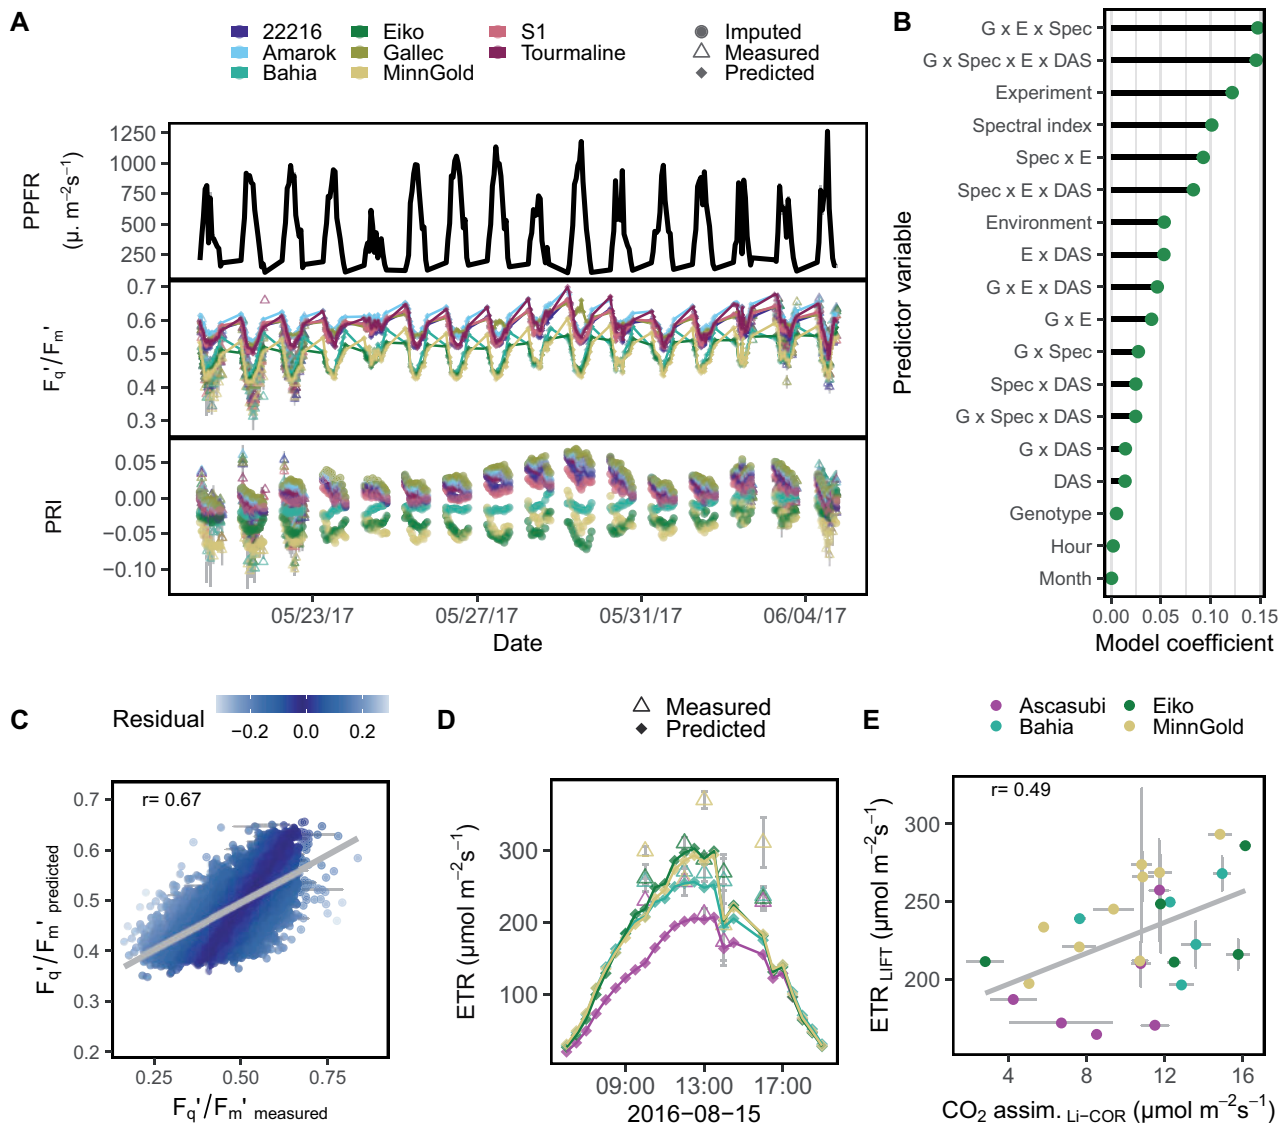 A
22216 Eiko S1 Imputed
Amarok Gallec Tourmaline Measured
Bahia MinnGold Predicted
PPFR
(µ. m−2s−1)
1250
1000
750
500
250
Fq'/Fm'
0.7
0.6
0.5
0.4
0.3
PRI
0.05
0.00
−0.05
−0.10
05/23/17 05/27/17 05/31/17 06/04/17
Date
B
Predictor variable
G x E x Spec
G x Spec x E x DAS
Experiment
Spectral index
Spec x E
Spec x E x DAS
Environment
E x DAS
G x E x DAS
G x E
G x Spec
Spec x DAS
G x Spec x DAS
G x DAS
DAS
Genotype
Hour
Month
0.00 0.05 0.10 0.15
Model coefficient
C
Residual
−0.2 0.0 0.2
r= 0.67
Fq'/Fm' predicted
0.7
0.6
0.5
0.4
0.3
0.2
0.25 0.50 0.75
Fq'/Fm' measured
D
Measured
Predicted
ETR (µmol m−2s−1)
300
200
100
09:00 13:00 17:00
2016−08−15
E
Ascasubi Eiko
Bahia MinnGold
r= 0.49
ETR LIFT (µmol m−2s−1)
300
250
200
4 8 12 16
CO2 assim. Li−COR (µmol m−2s−1)